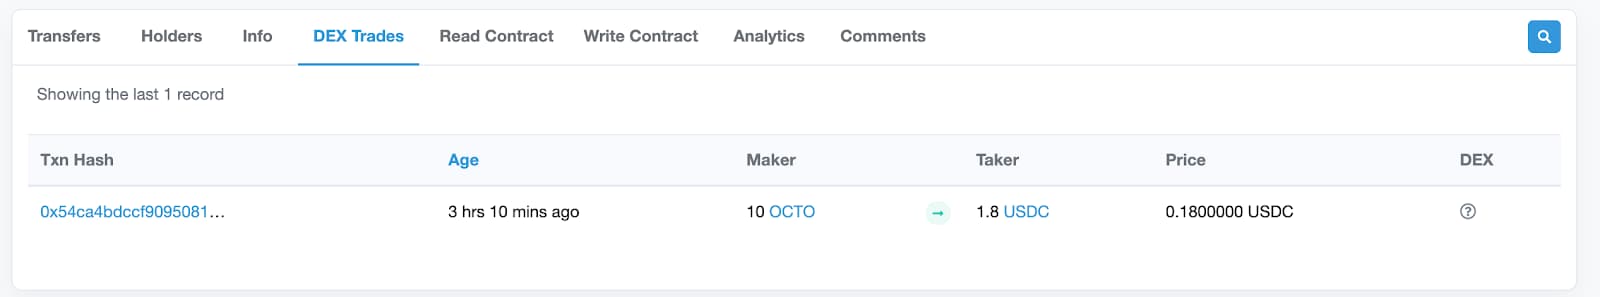 Transfers Holders Info DEX Trades Read Contract Write Contract Analytics Comments
Showing the last 1 record
Txn Hash Age Maker Taker Price DEX
0x54ca4bdccf9095081... 3 hrs 10 mins ago 10 OCTO → 1.8 USDC 0.1800000 USDC ?